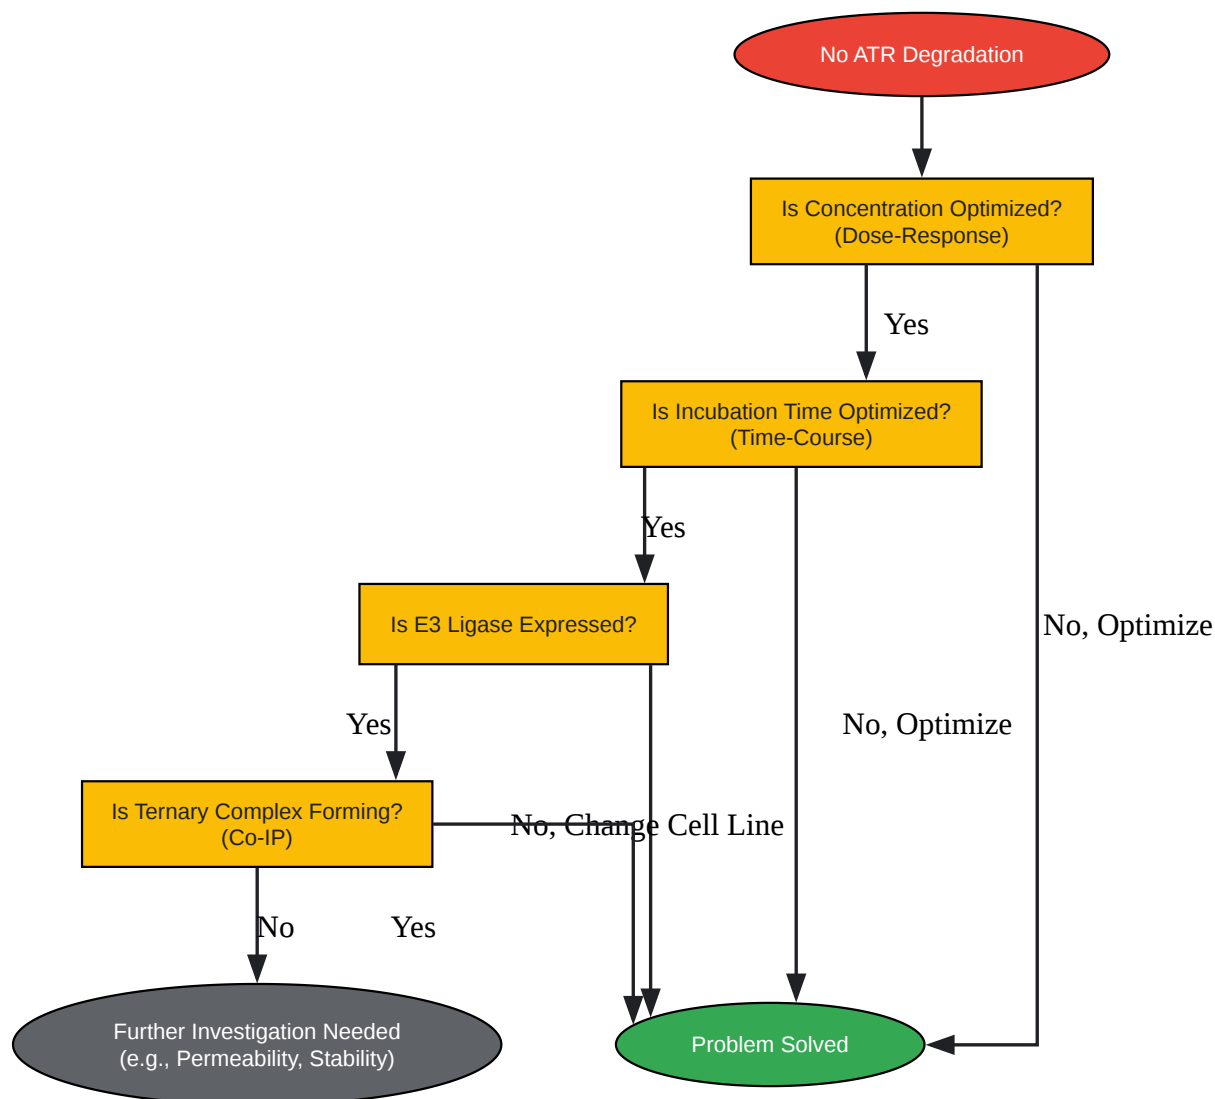 No ATR Degradation
Is Concentration Optimized?
(Dose-Response)
Yes
Is Incubation Time Optimized?
(Time-Course)
Yes
Is E3 Ligase Expressed?
No, Optimize
Yes
No, Optimize
Is Ternary Complex Forming?
(Co-IP)
No, Change Cell Line
No
Yes
Further Investigation Needed
(e.g., Permeability, Stability)
Problem Solved